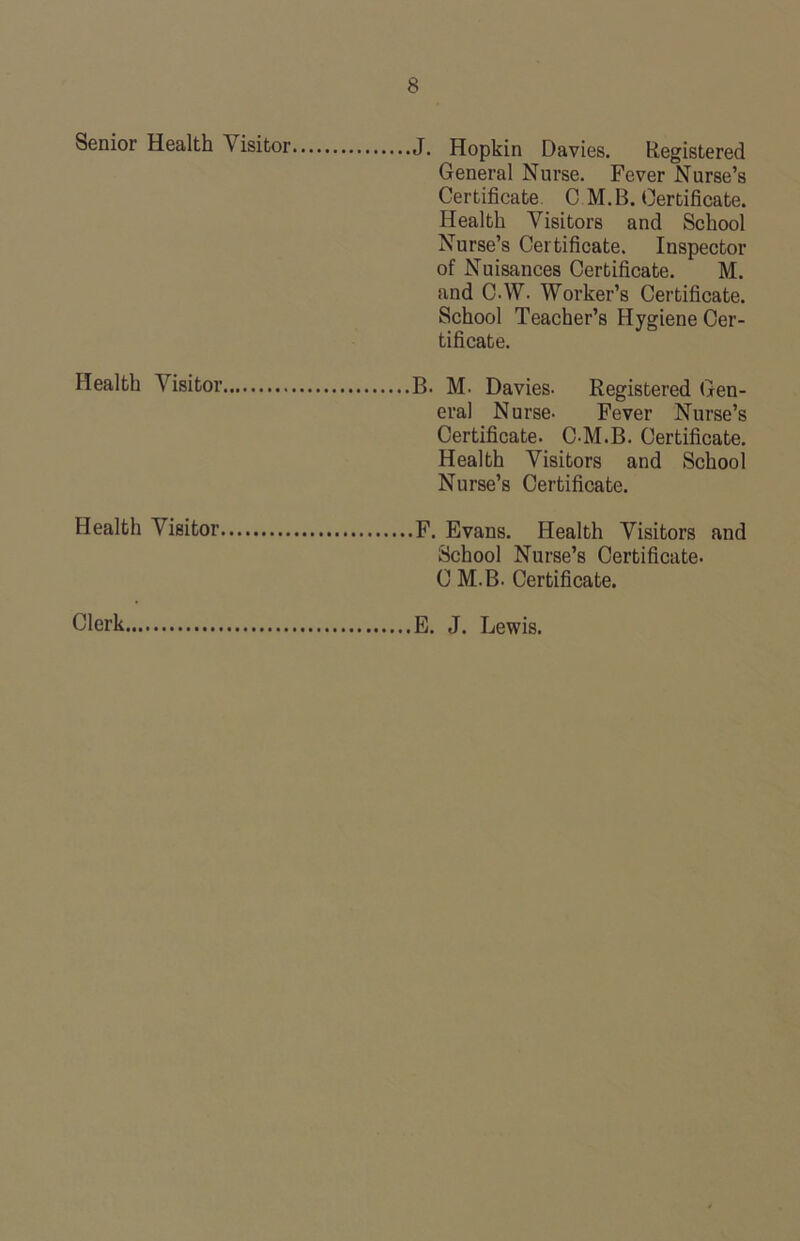 8
Senior Health Visitor.................J. Hopkin Davies. Registered
General Nurse. Fever Nurse's
Certificate. C M.B. Certificate.
Health Visitors and School
Nurse's Certificate. Inspector
of Nuisances Certificate. M.
and C.W. Worker's Certificate.
School Teacher's Hygiene Cer-
tificate.
Health Visitor...........................B. M. Davies. Registered Gen-
eral Nurse. Fever Nurse's
Certificate. C.M.B. Certificate.
Health Visitors and School
Nurse's Certificate.
Health Visitor...........................F. Evans. Health Visitors and
School Nurse's Certificate.
C M.B. Certificate.
Clerk.........................................E. J. Lewis.